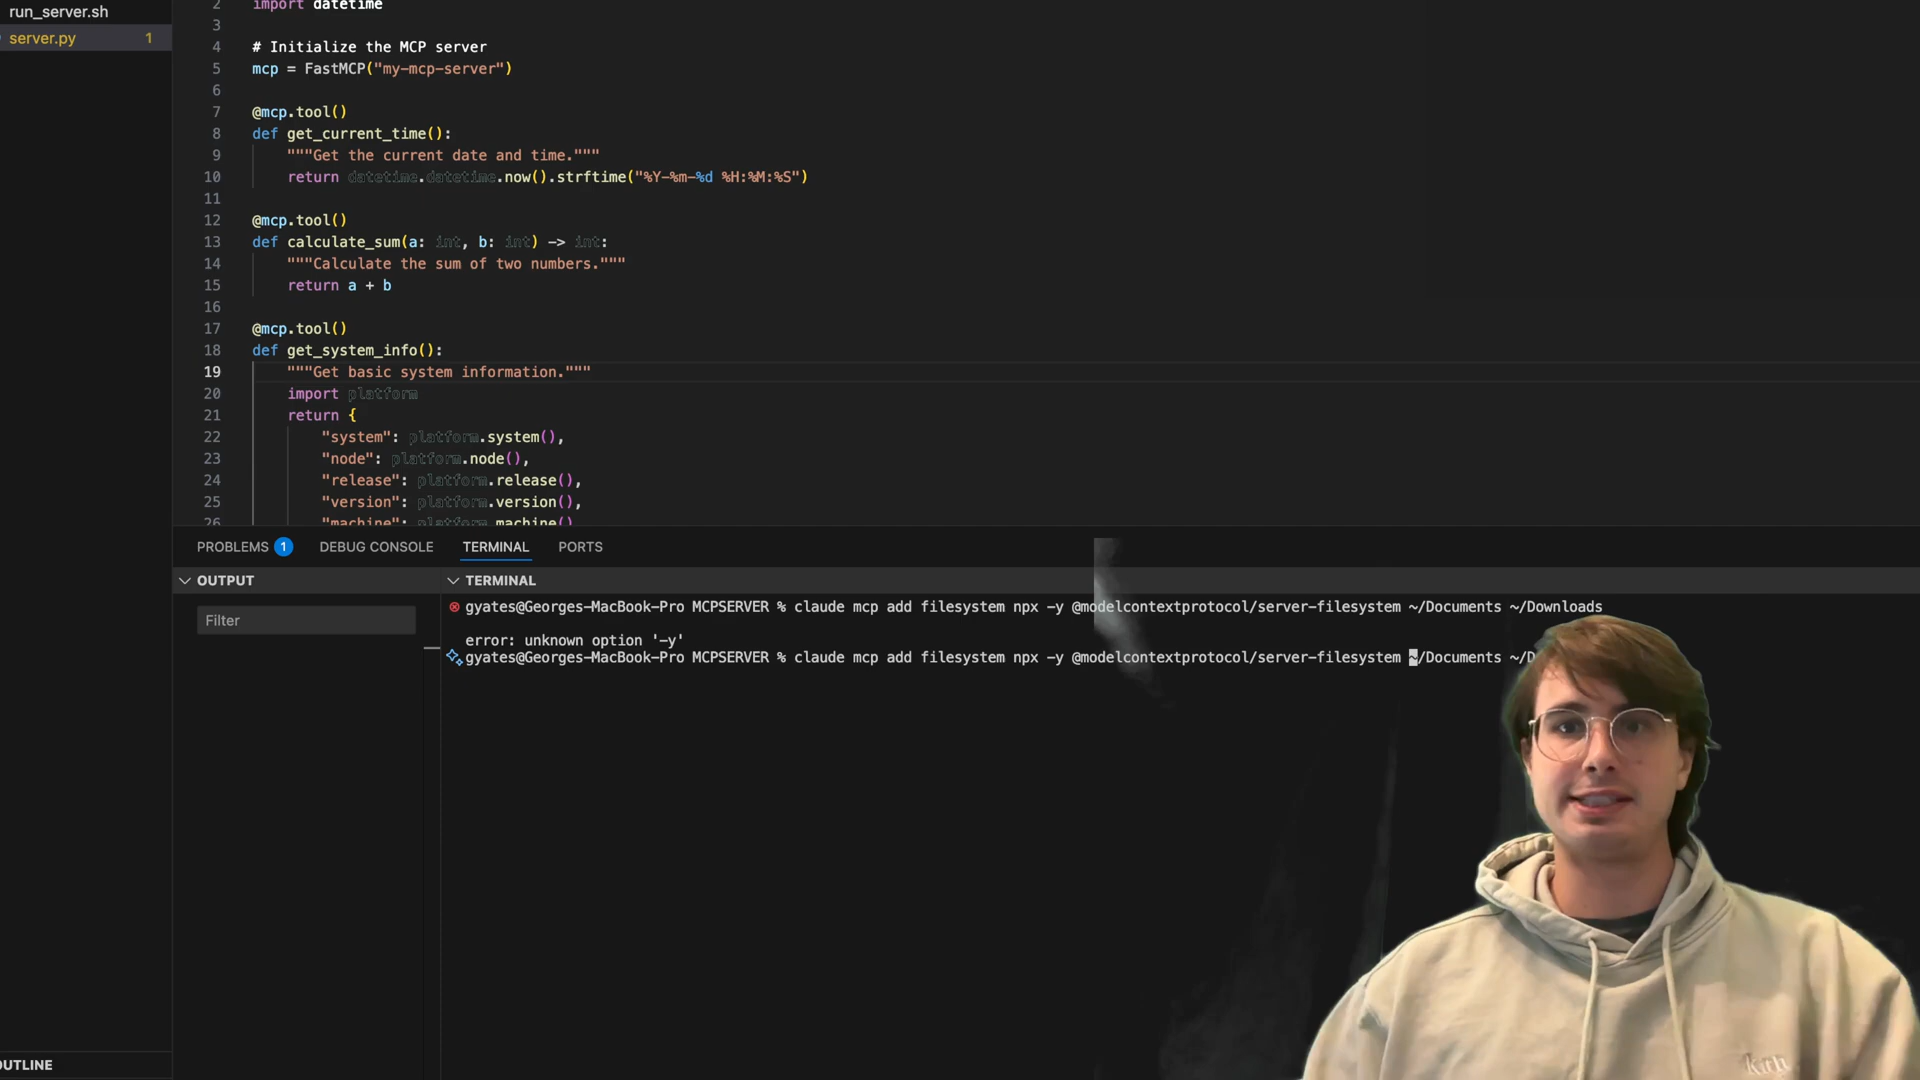 run_server.sh
server.py 1
2 import datetime
3
4 # Initialize the MCP server
5 mcp = FastMCP("my-mcp-server")
6
7 @mcp.tool()
8 def get_current_time():
9 """Get the current date and time."""
10 return datetime.datetime.now().strftime("%Y-%m-%d %H:%M:%S")
11
12 @mcp.tool()
13 def calculate_sum(a: int, b: int) -> int:
14 """Calculate the sum of two numbers."""
15 return a + b
16
17 @mcp.tool()
18 def get_system_info():
19 """Get basic system information."""
20 import platform
21 return {
22 "system": platform.system(),
23 "node": platform.node(),
24 "release": platform.release(),
25 "version": platform.version(),
26 "machine": platform.machine()
PROBLEMS 1 DEBUG CONSOLE TERMINAL PORTS
OUTPUT
Filter
TERMINAL
gyates@Georges-MacBook-Pro MCPSERVER % claude mcp add filesystem npx -y @modelcontextprotocol/server-filesystem ~/Documents ~/Downloads
error: unknown option '-y'
gyates@Georges-MacBook-Pro MCPSERVER % claude mcp add filesystem npx -y @modelcontextprotocol/server-filesystem ~/Documents ~/D
OUTLINE
kith